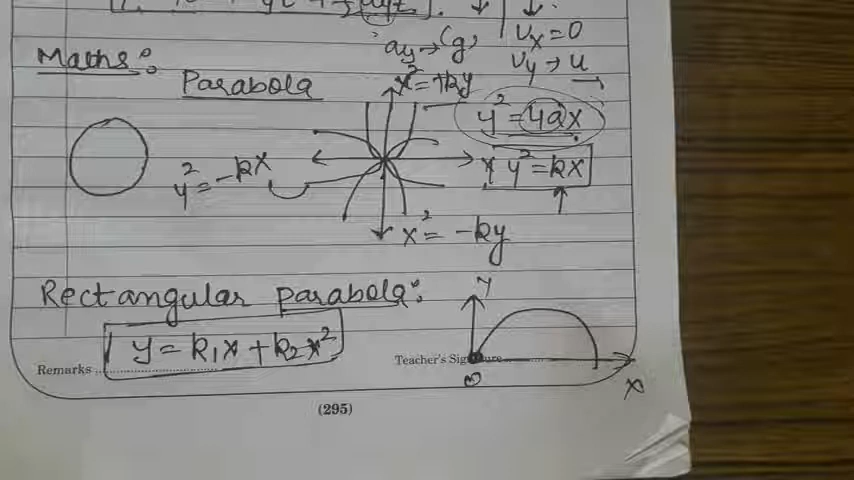 ay → (g)
Ux = 0
Uy → u
Maths:
Parabola
x² = +ky
y² = 4ax
y² = -kx
x
y² = kx
x² = -ky
Rectangular parabola:
y
y = k₁x + k₂x²
Remarks
Teacher's Signature
0
x
(295)